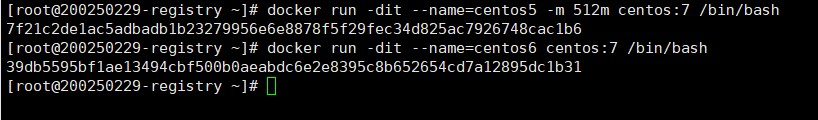 [root@200250229-registry ~]# docker run -dit --name=centos5 -m 512m centos:7 /bin/bash
7f21c2de1ac5adbadb1b23279956e6e8878f5f29fec34d825ac7926748cac1b6
[root@200250229-registry ~]# docker run -dit --name=centos6 centos:7 /bin/bash
39db5595bf1ae13494cbf500b0aeabdc6e2e8395c8b652654cd7a12895dc1b31
[root@200250229-registry ~]#